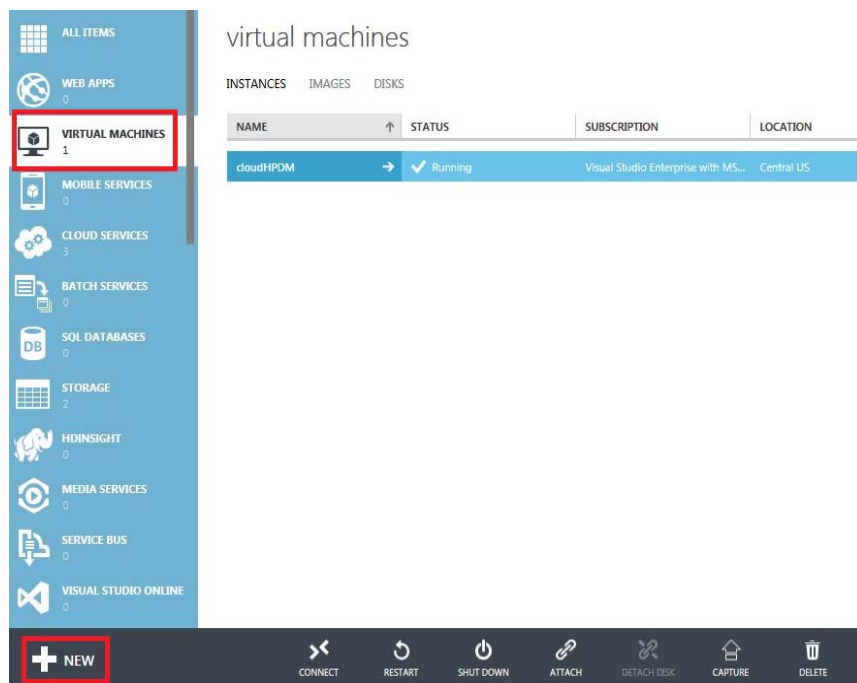 ALL ITEMS
WEB APPS
0
VIRTUAL MACHINES
1
MOBILE SERVICES
0
CLOUD SERVICES
3
BATCH SERVICES
0
SQL DATABASES
0
DB
STORAGE
2
HDINSIGHT
0
MEDIA SERVICES
0
SERVICE BUS
0
VISUAL STUDIO ONLINE
0
virtual machines
INSTANCES IMAGES DISKS
NAME STATUS SUBSCRIPTION LOCATION
cloudHPDM Running Visual Studio Enterprise with MS... Central US
NEW CONNECT RESTART SHUT DOWN ATTACH DETACH DISK CAPTURE DELETE